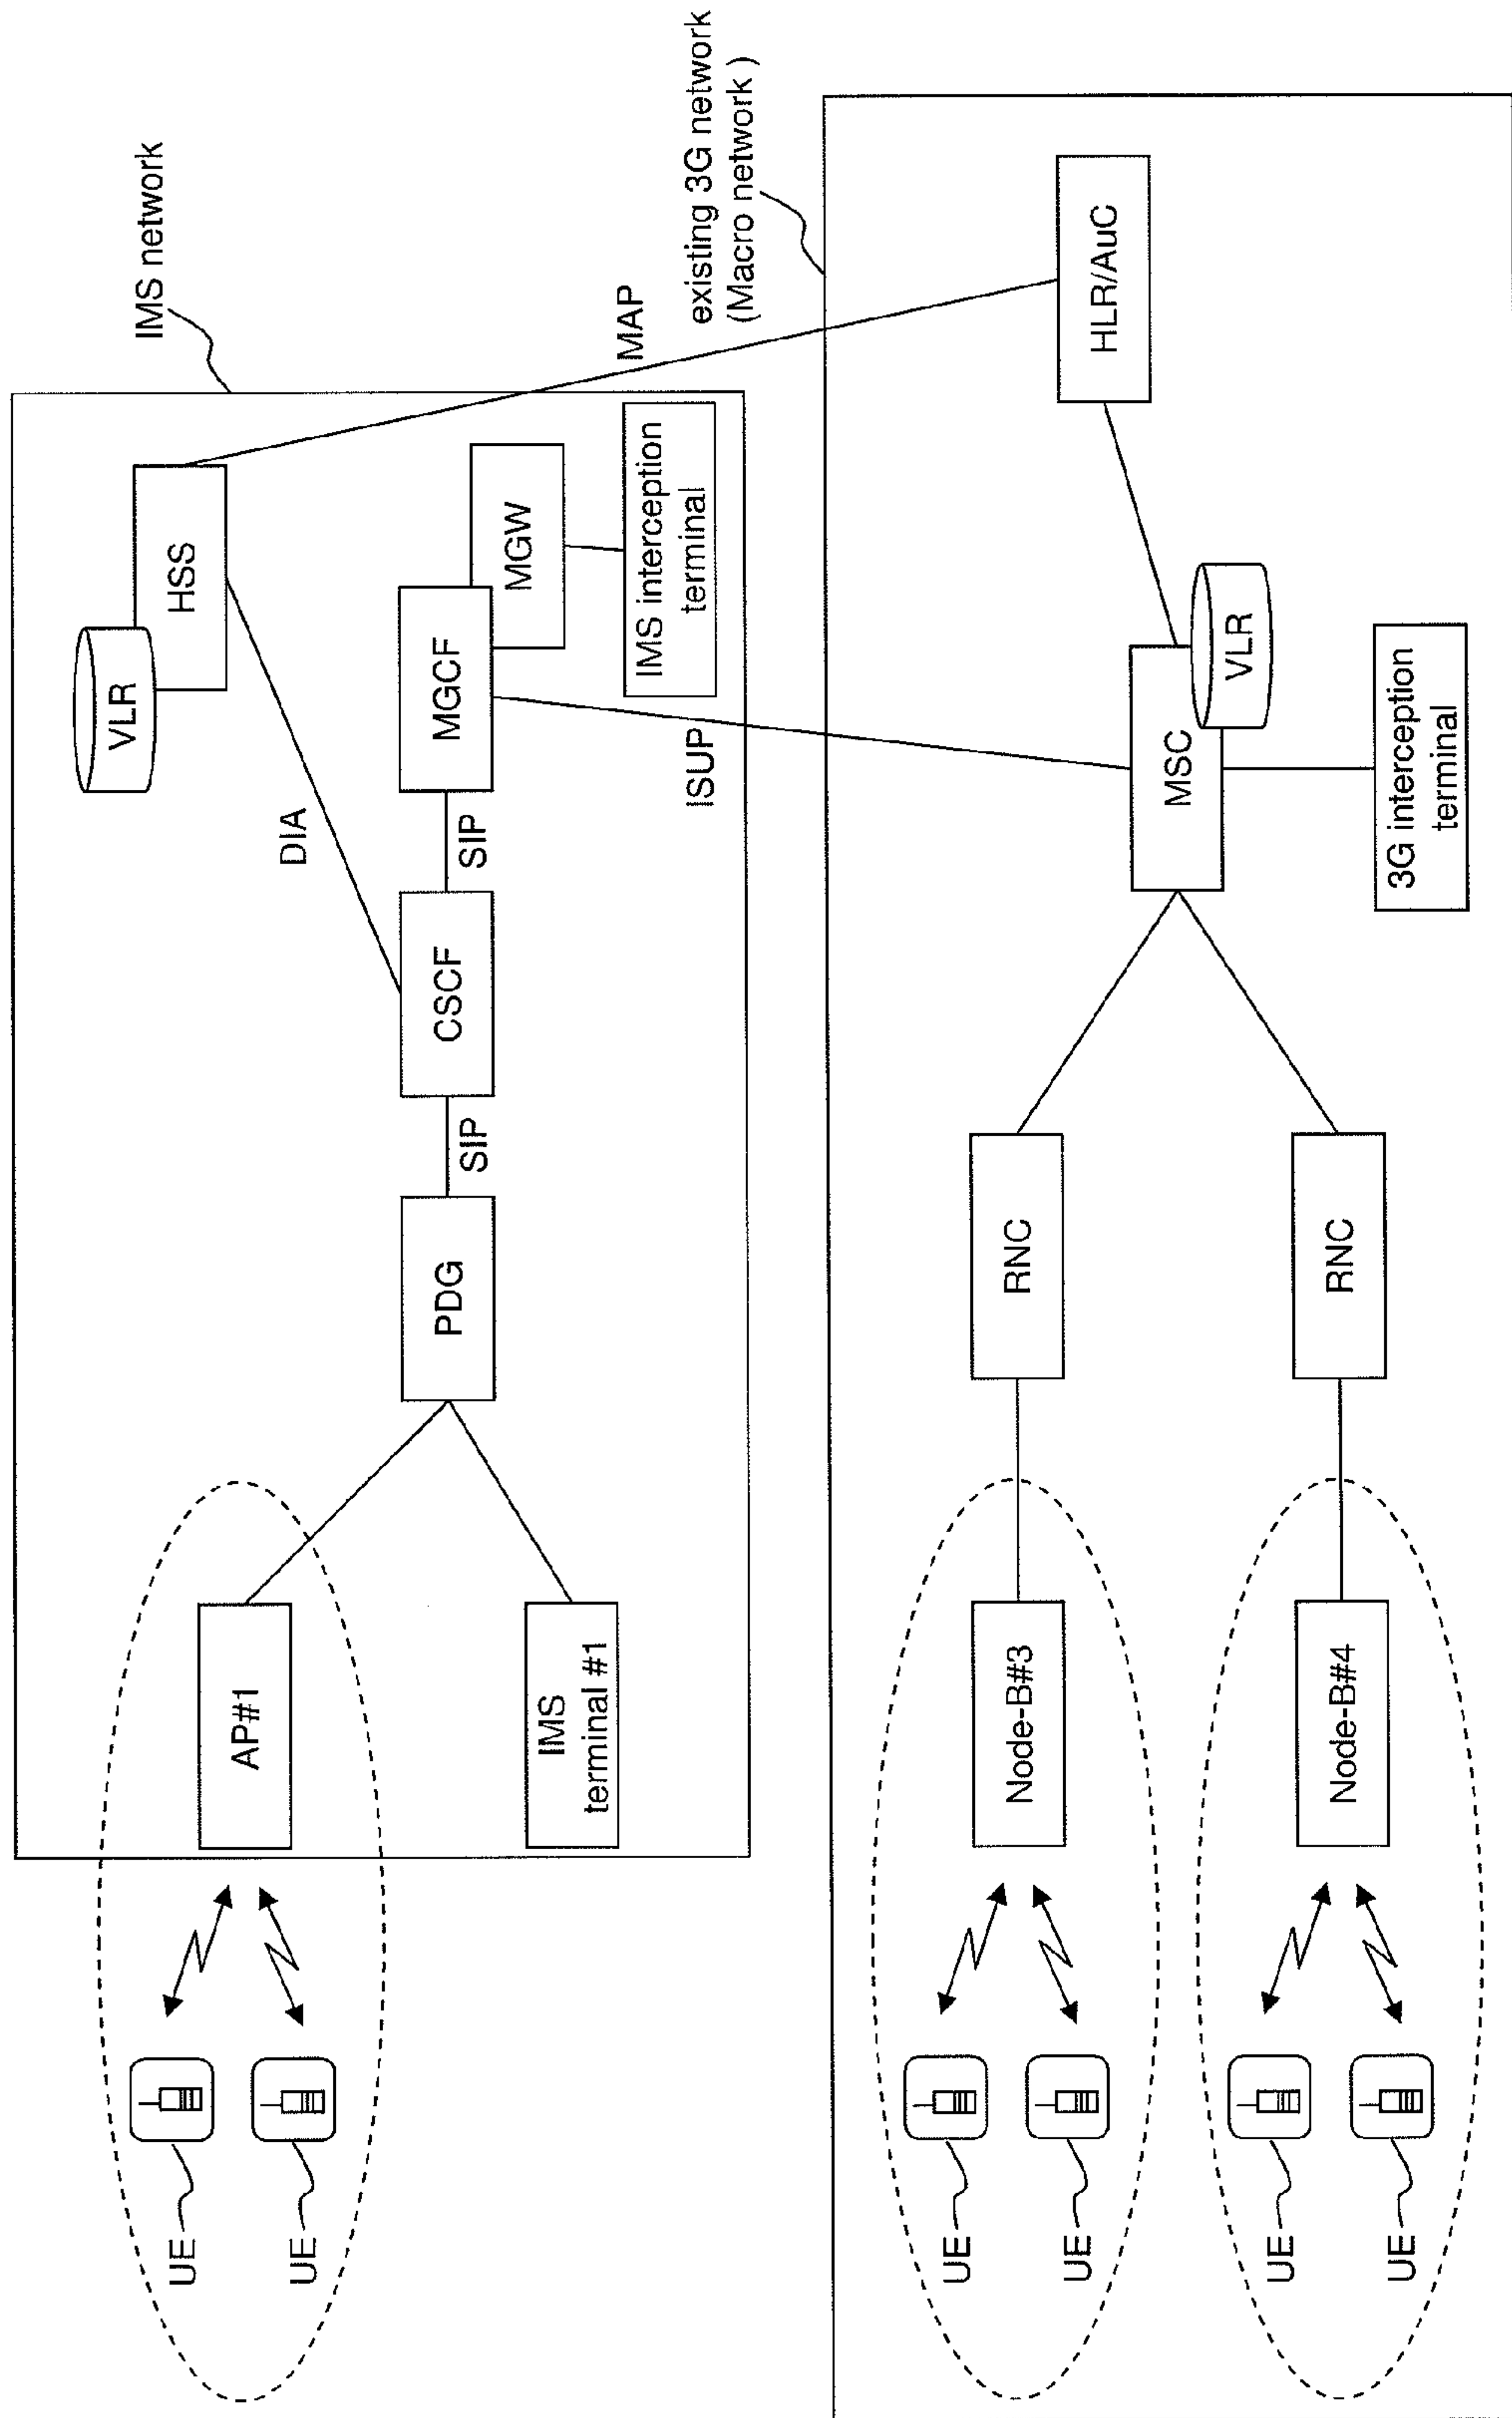 IMS network
VLR
HSS
DIA
MAP
UE
UE
AP#1
IMS
terminal #1
PDG
SIP
CSCF
SIP
MGCF
MGW
IMS interception
terminal
ISUP
existing 3G network
(Macro network )
UE
UE
Node-B#3
RNC
UE
UE
Node-B#4
RNC
MSC
VLR
HLR/AuC
3G interception
terminal